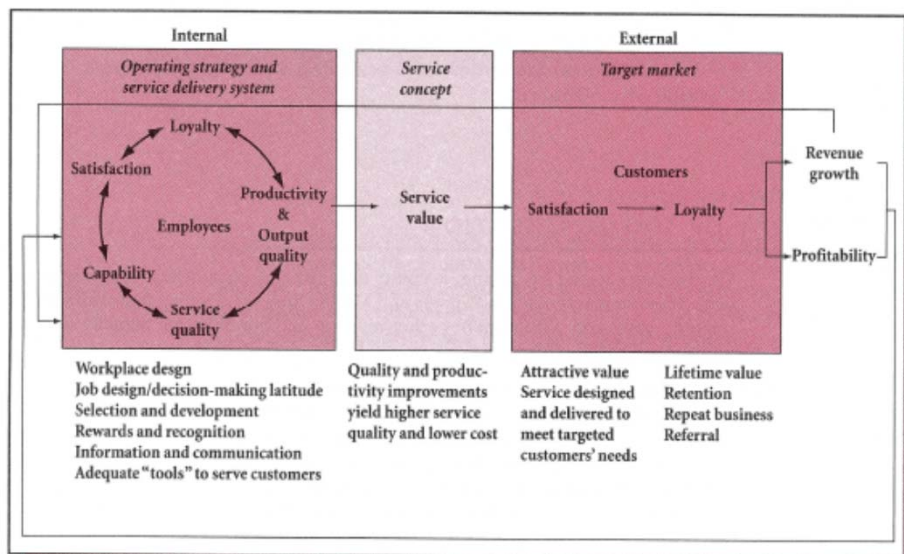 Internal
External
Operating strategy and
service delivery system
Service
concept
Target market
Loyalty
Satisfaction
Productivity
&
Output
quality
Employees
Capability
Service
quality
Service
value
Customers
Satisfaction
Loyalty
Revenue
growth
Profitability
Workplace desgn
Job design/decision-making latitude
Selection and development
Rewards and recognition
Information and communication
Adequate “tools” to serve customers
Quality and produc-
tivity improvements
yield higher service
quality and lower cost
Attractive value
Service designed
and delivered to
meet targeted
customers’ needs
Lifetime value
Retention
Repeat business
Referral